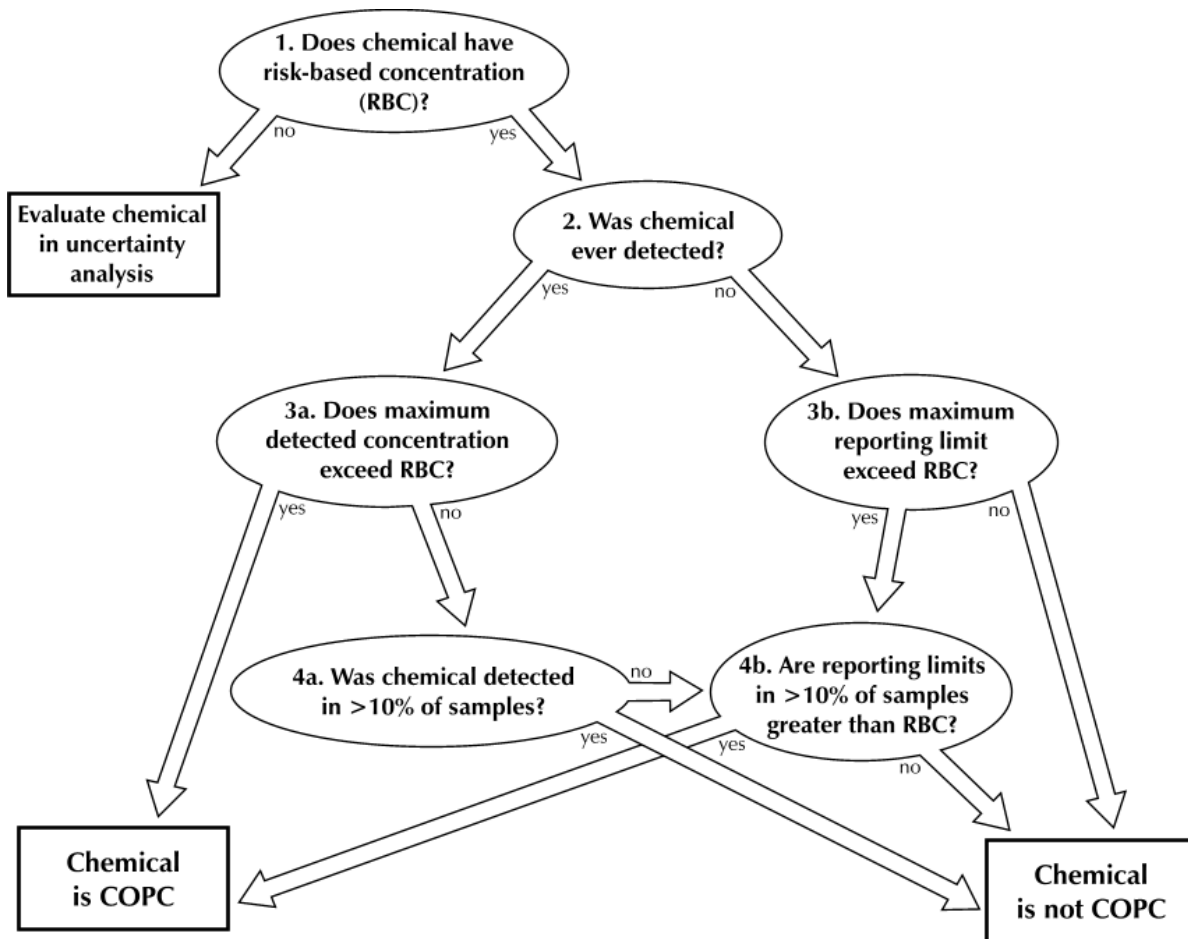 1. Does chemical have
risk-based concentration
(RBC)?
no
yes
Evaluate chemical
in uncertainty
analysis
2. Was chemical
ever detected?
yes
no
3a. Does maximum
detected concentration
exceed RBC?
3b. Does maximum
reporting limit
exceed RBC?
yes
no
yes
no
4a. Was chemical detected
in >10% of samples?
no
yes
4b. Are reporting limits
in >10% of samples
greater than RBC?
yes
no
Chemical
is COPC
Chemical
is not COPC